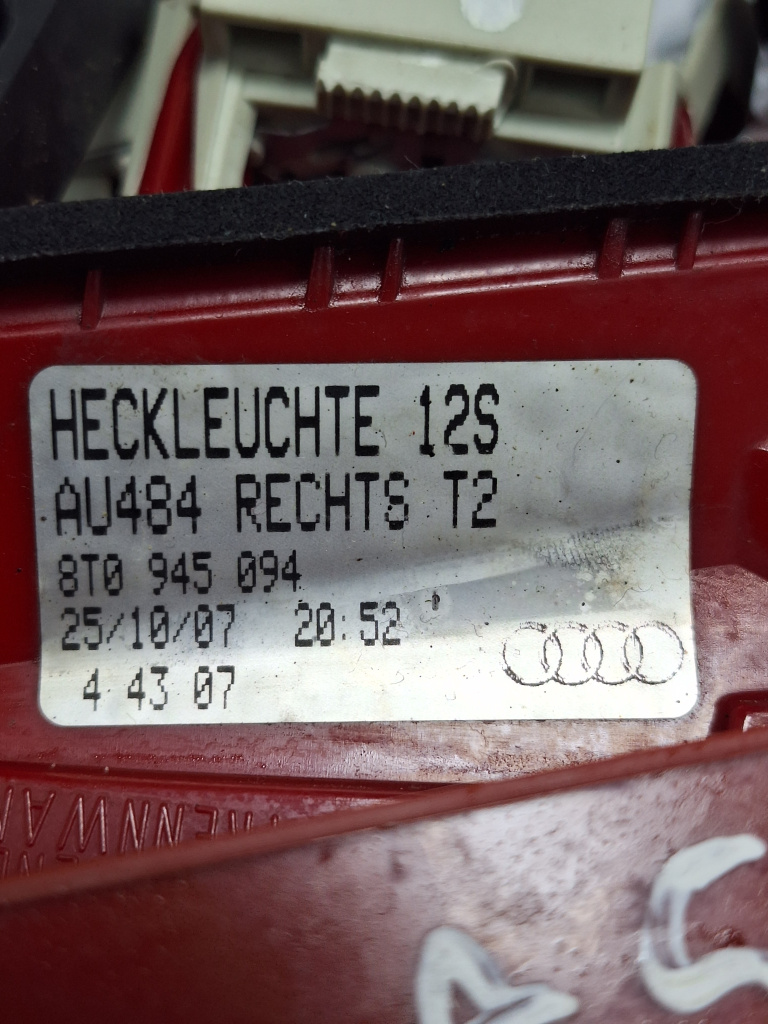 HECKLEUCHTE 12S
AU484 RECHTS T2
8T0 945 094
25/10/07 20:52
4 43 07